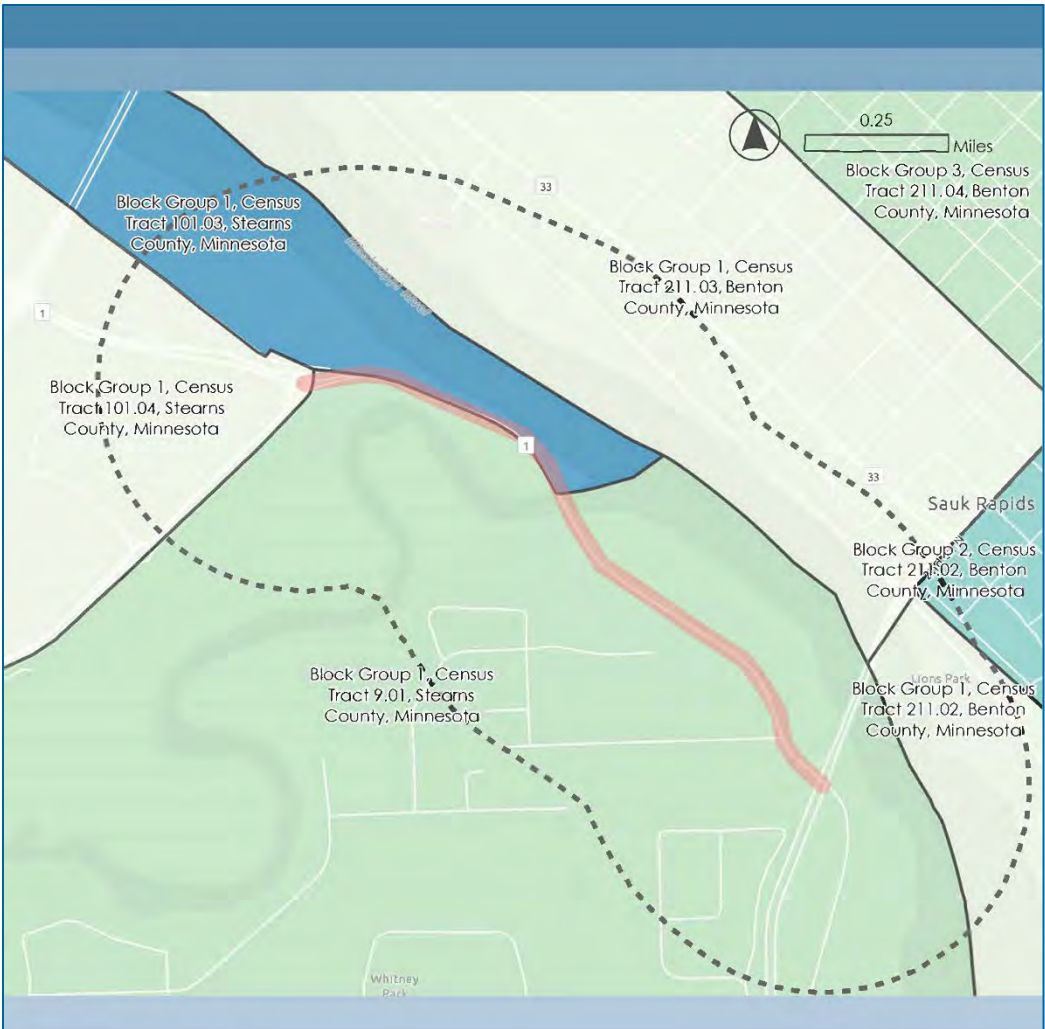 0.25
Miles
Block Group 3, Census
Tract 211.04, Benton
County, Minnesota
33
Block Group 1, Census
Tract 101.03, Stearns
County, Minnesota
Mississippi River
Block Group 1, Census
Tract 211.03, Benton
County, Minnesota
1
Block Group 1, Census
Tract 101.04, Stearns
County, Minnesota
1
33
Sauk Rapids
Block Group 2, Census
Tract 211.02, Benton
County, Minnesota
Block Group 1, Census
Tract 9.01, Stearns
County, Minnesota
Lions Park
Block Group 1, Census
Tract 211.02, Benton
County, Minnesota
Whitney
Park